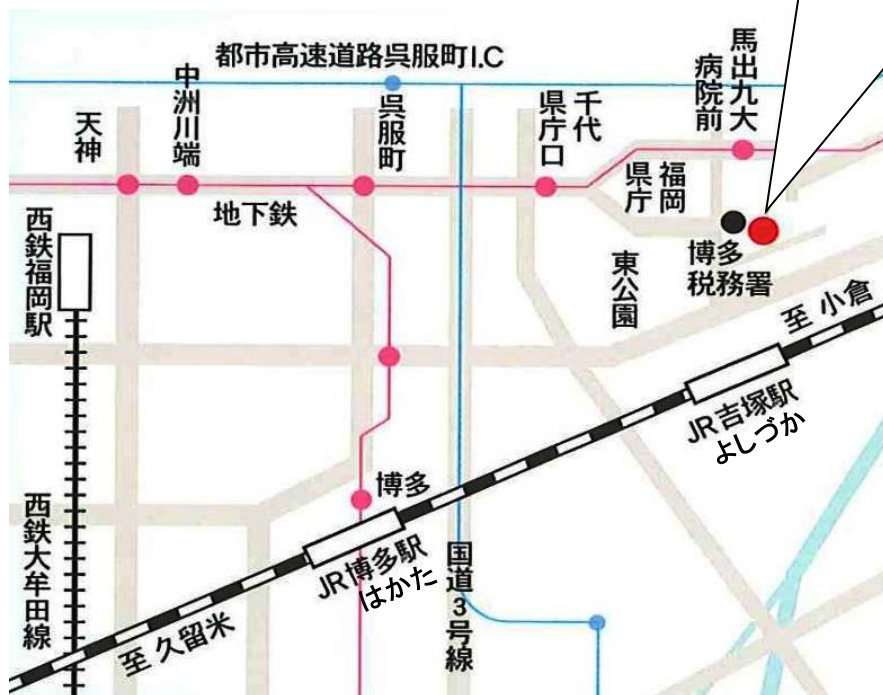 都市高速道路呉服町I.C
天神
中洲川端
呉服町
千代
県庁口
馬出九大
病院前
地下鉄
福岡
県庁
博多
税務署
東公園
西鉄福岡駅
至 小倉
JR吉塚駅
よしづか
博多
JR博多駅
はかた
国道3号線
西鉄大牟田線
至 久留米